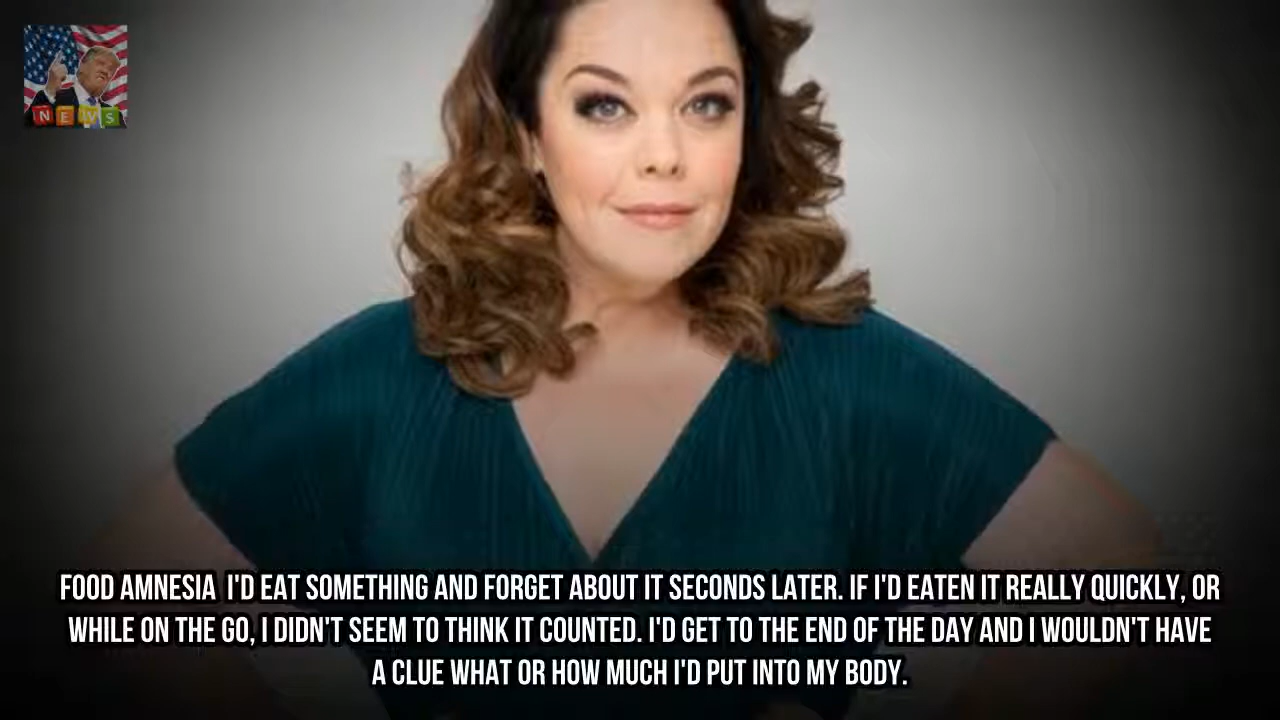 NEWS
FOOD AMNESIA I'D EAT SOMETHING AND FORGET ABOUT IT SECONDS LATER. IF I'D EATEN IT REALLY QUICKLY, OR
WHILE ON THE GO, I DIDN'T SEEM TO THINK IT COUNTED. I'D GET TO THE END OF THE DAY AND I WOULDN'T HAVE
A CLUE WHAT OR HOW MUCH I'D PUT INTO MY BODY.